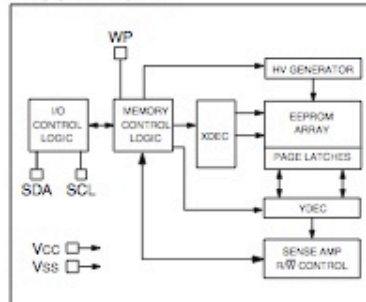 WP
HV GENERATOR
I/O
CONTROL
LOGIC
MEMORY
CONTROL
LOGIC
XDEC
EEPROM
ARRAY
PAGE LATCHES
SDA SCL
YDEC
VCC
VSS
SENSE AMP
R/W CONTROL